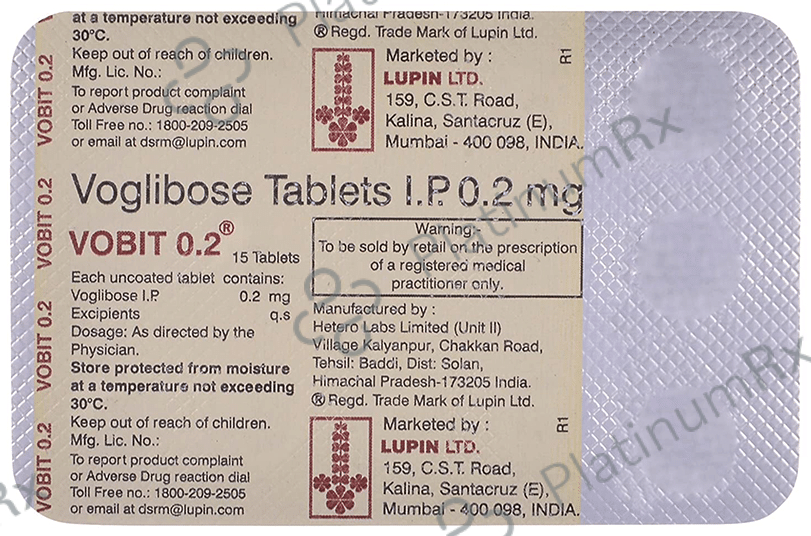 at a temperature not exceeding
30°C.
Keep out of reach of children.
Mfg. Lic. No.:
To report product complaint
or Adverse Drug reaction dial
Toll Free no.: 1800-209-2505
or email at dsrm@lupin.com
Himachal Pradesh-173205 India.
® Regd. Trade Mark of Lupin Ltd.
Marketed by :
LUPIN LTD.
159, C.S.T. Road,
Kalina, Santacruz (E),
Mumbai - 400 098, INDIA.
R1
VOBIT 0.2
VOBIT 0.2
VOBIT 0.2
VOBIT 0.2
Voglibose Tablets I.P. 0.2 mg
VOBIT 0.2®
15 Tablets
Each uncoated tablet contains:
Voglibose I.P. 0.2 mg
Excipients q.s
Dosage: As directed by the
Physician.
Store protected from moisture
at a temperature not exceeding
30°C.
Keep out of reach of children.
Mfg. Lic. No.:
To report product complaint
or Adverse Drug reaction dial
Toll Free no.: 1800-209-2505
or email at dsrm@lupin.com
Warning:-
To be sold by retail on the prescription
of a registered medical
practitioner only.
Manufactured by :
Hetero Labs Limited (Unit II)
Village Kalyanpur, Chakkan Road,
Tehsil: Baddi, Dist: Solan,
Himachal Pradesh-173205 India.
® Regd. Trade Mark of Lupin Ltd.
Marketed by :
LUPIN LTD.
159, C.S.T. Road,
Kalina, Santacruz (E),
Mumbai - 400 098, INDIA.
R1
PlatinumRx
PlatinumRx